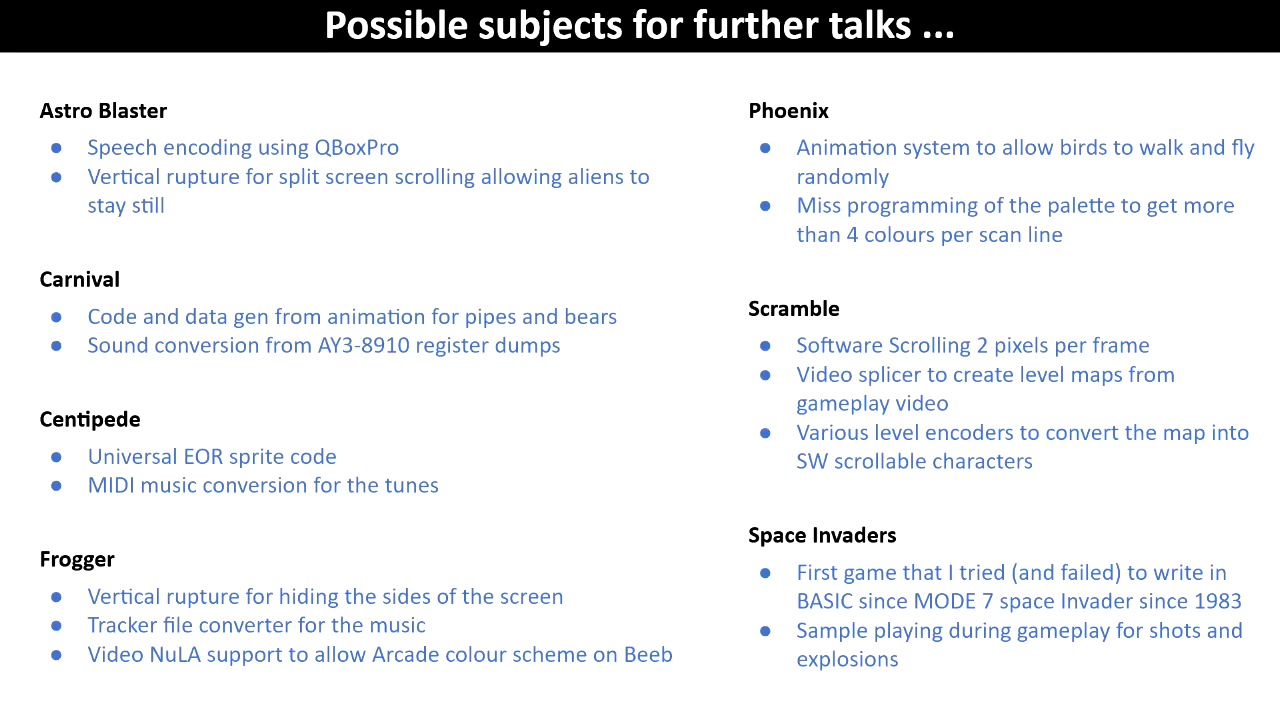 Possible subjects for further talks ...
Astro Blaster
● Speech encoding using QBoxPro
● Vertical rupture for split screen scrolling allowing aliens to
stay still
Carnival
● Code and data gen from animation for pipes and bears
● Sound conversion from AY3-8910 register dumps
Centipede
● Universal EOR sprite code
● MIDI music conversion for the tunes
Frogger
● Vertical rupture for hiding the sides of the screen
● Tracker file converter for the music
● Video NuLA support to allow Arcade colour scheme on Beeb
Phoenix
● Animation system to allow birds to walk and fly
randomly
● Miss programming of the palette to get more
than 4 colours per scan line
Scramble
● Software Scrolling 2 pixels per frame
● Video splicer to create level maps from
gameplay video
● Various level encoders to convert the map into
SW scrollable characters
Space Invaders
● First game that I tried (and failed) to write in
BASIC since MODE 7 space Invader since 1983
● Sample playing during gameplay for shots and
explosions